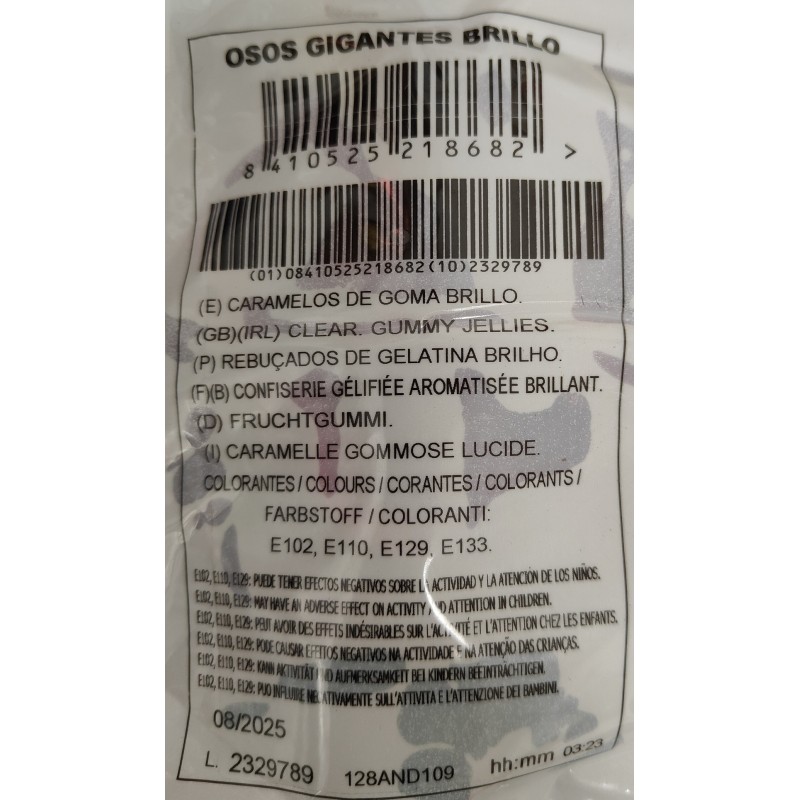 OSOS GIGANTES BRILLO
8 410525 218682 >
(01)08410525218682(10)2329789
(E) CARAMELOS DE GOMA BRILLO.
(GB)(IRL) CLEAR. GUMMY JELLIES.
(P) REBUÇADOS DE GELATINA BRILHO.
(F)(B) CONFISERIE GÉLIFIÉE AROMATISÉE BRILLANT.
(D) FRUCHTGUMMI.
(I) CARAMELLE GOMMOSE LUCIDE.
COLORANTES / COLOURS / CORANTES / COLORANTS /
FARBSTOFF / COLORANTI:
E102, E110, E129, E133.
E102, E110, E129: PUEDE TENER EFECTOS NEGATIVOS SOBRE LA ACTIVIDAD Y LA ATENCIÓN DE LOS NIÑOS.
E102, E110, E129: MAY HAVE AN ADVERSE EFFECT ON ACTIVITY AND ATTENTION IN CHILDREN.
E102, E110, E129: PEUT AVOIR DES EFFETS INDÉSIRABLES SUR L'ACTIVITÉ ET L'ATTENTION CHEZ LES ENFANTS.
E102, E110, E129: PODE CAUSAR EFEITOS NEGATIVOS NA ACTIVIDADE E NA ATENÇÃO DAS CRIANÇAS.
E102, E110, E129: KANN AKTIVITÄT UND AUFMERKSAMKEIT BEI KINDERN BEEINTRÄCHTIGEN.
E102, E110, E129: PUO INFLUIRE NEGATIVAMENTE SULL'ATTIVITA E L'ATTENZIONE DEI BAMBINI.
08/2025
L. 2329789 128AND109 hh:mm 03:23